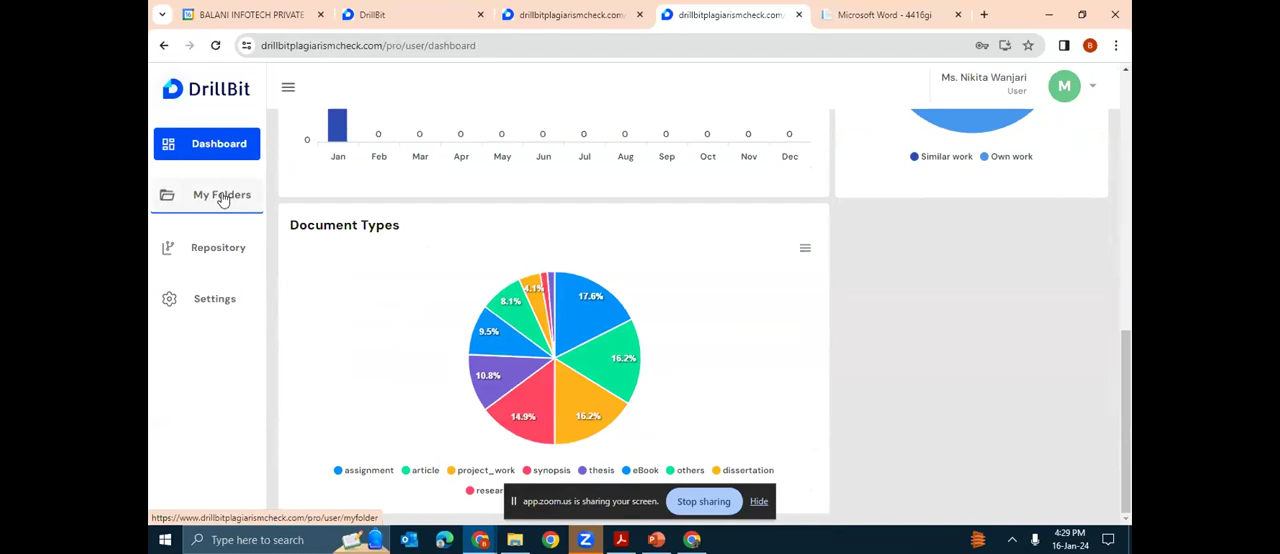 BALANI INFOTECH PRIVATE
DrillBit
drillbitplagiarismcheck.com/
drillbitplagiarismcheck.com/
Microsoft Word - 4416gi
drillbitplagiarismcheck.com/pro/user/dashboard
B
DrillBit
Ms. Nikita Wanjari
User
M
Dashboard
My Folders
Repository
Settings
0
0 0 0 0 0 0 0 0 0 0 0
Jan Feb Mar Apr May Jun Jul Aug Sep Oct Nov Dec
Similar work Own work
Document Types
4.1%
17.6%
8.1%
9.5%
16.2%
10.8%
14.9%
16.2%
assignment article project_work synopsis thesis eBook others dissertation
resear
app.zoom.us is sharing your screen. Stop sharing Hide
https://www.drillbitplagiarismcheck.com/pro/user/myfolder
Type here to search
4:29 PM
16-Jan-24